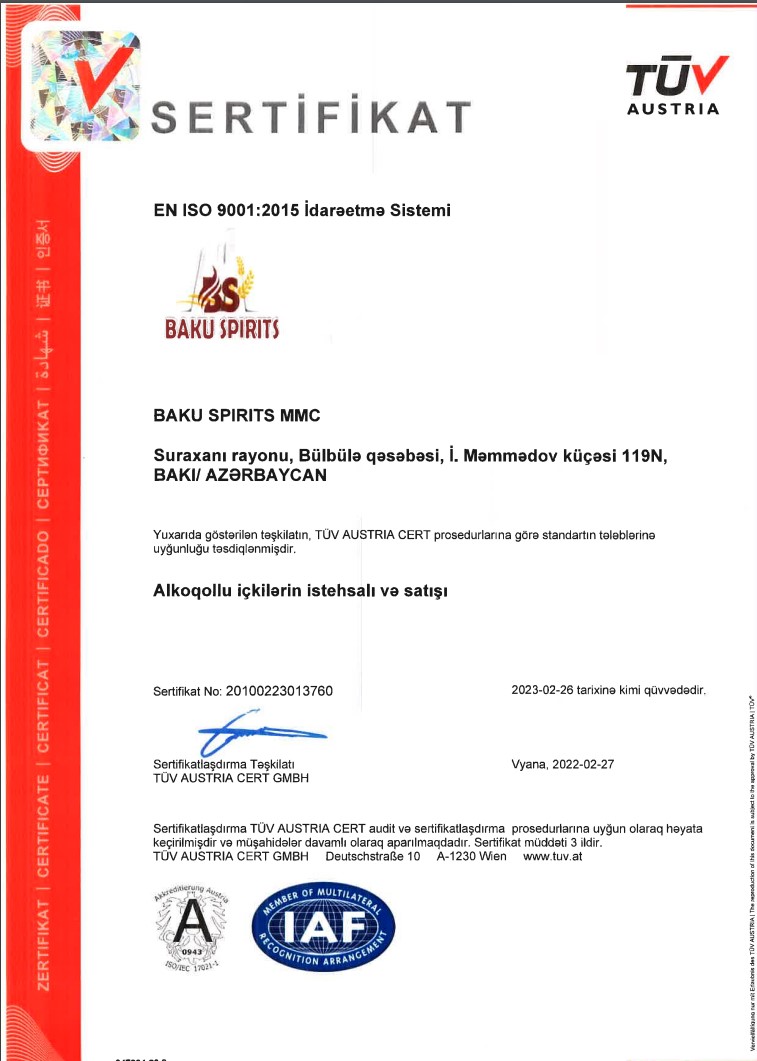 SERTİFİKAT
TÜV
AUSTRIA
EN ISO 9001:2015 İdarəetmə Sistemi
BS
BAKU SPIRITS
BAKU SPIRITS MMC
Suraxanı rayonu, Bülbülə qəsəbəsi, İ. Məmmədov küçəsi 119N,
BAKI/ AZƏRBAYCAN
Yuxarıda göstərilən təşkilatın, TÜV AUSTRIA CERT prosedurlarına görə standartın tələblərinə
uyğunluğu təsdiqlənmişdir.
Alkoqollu içkilərin istehsalı və satışı
Sertifikat No: 20100223013760
2023-02-26 tarixinə kimi qüvvədədir.
Sertifikatlaşdırma Təşkilatı
TÜV AUSTRIA CERT GMBH
Vyana, 2022-02-27
Sertifikatlaşdırma TÜV AUSTRIA CERT audit və sertifikatlaşdırma prosedurlarına uyğun olaraq həyata
keçirilmişdir və müşahidələr davamlı olaraq aparılmaqdadır. Sertifikat müddəti 3 ildir.
TÜV AUSTRIA CERT GMBH Deutschstraße 10 A-1230 Wien www.tuv.at
Akkreditierung Austria
A
0943
ISO/IEC 17021-1
MEMBER OF MULTILATERAL
IAF
RECOGNITION ARRANGEMENT
ZERTIFIKAT | CERTIFICATE | CERTIFICAT | CERTIFICADO | СЕРТИФИКАТ | شهادة | 证书 | 인증서
Vervielfältigung nur mit Erlaubnis des TÜV AUSTRIA | The reproduction of this document is subject to the approval by TÜV AUSTRIA | TÜV®